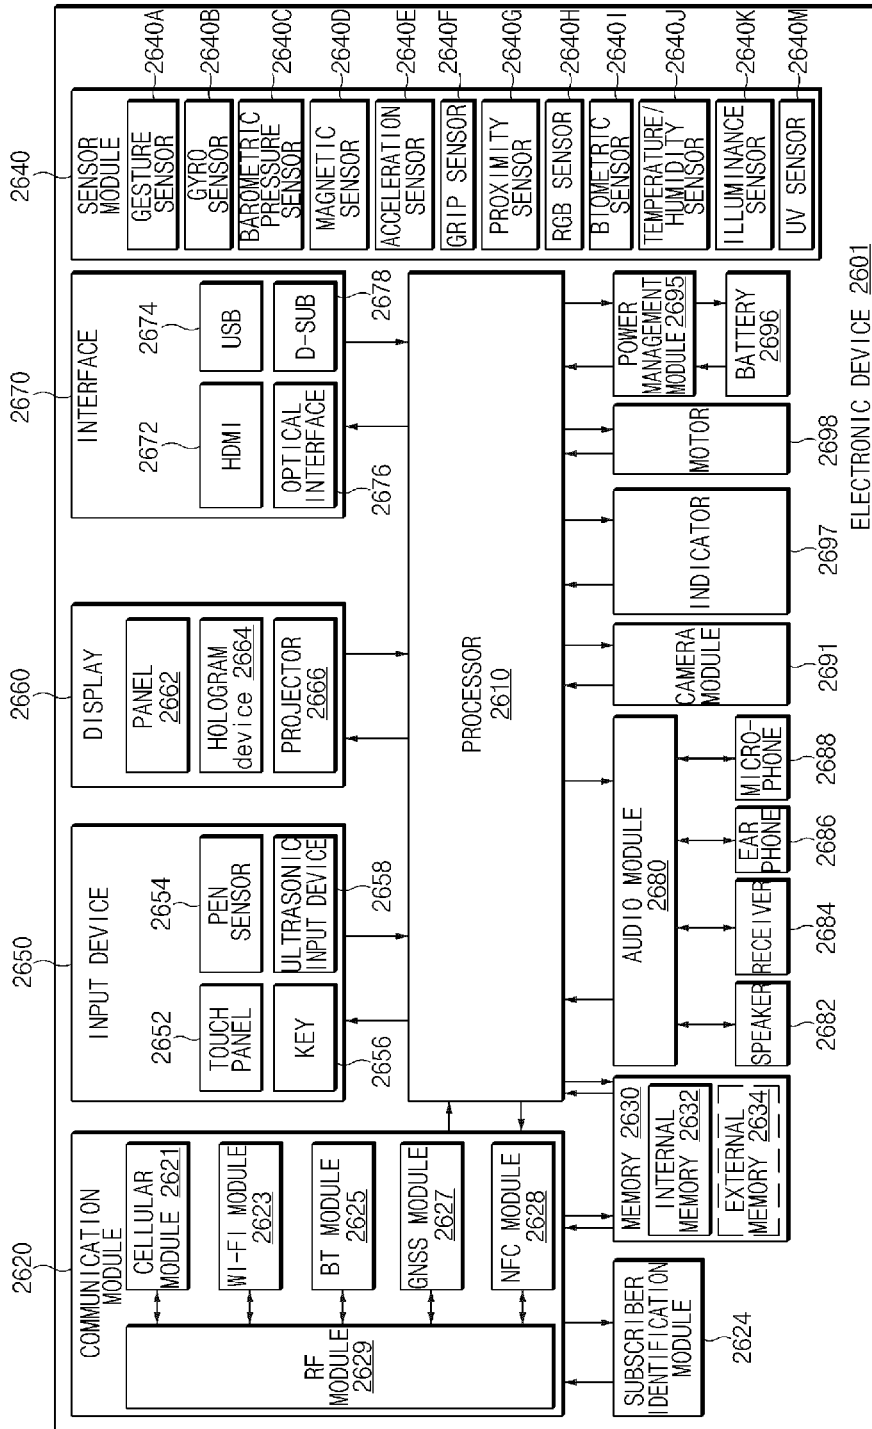 2620
COMMUNICATION
MODULE
CELLULAR
MODULE 2621
WI-FI MODULE
2623
BT MODULE
2625
GNSS MODULE
2627
NFC MODULE
2628
RF
MODULE
2629
SUBSCRIBER
IDENTIFICATION
MODULE
2624
2650
INPUT DEVICE
2652
TOUCH
PANEL
2654
PEN
SENSOR
KEY
2656
ULTRASONIC
INPUT DEVICE
2658
2660
DISPLAY
PANEL
2662
HOLOGRAM
device 2664
PROJECTOR
2666
2670
INTERFACE
2672
HDMI
2674
USB
OPTICAL
INTERFACE
2676
D-SUB
2678
2640
SENSOR
MODULE
GESTURE
SENSOR
2640A
GYRO
SENSOR
2640B
BAROMETRIC
PRESSURE
SENSOR
2640C
MAGNETIC
SENSOR
2640D
ACCELERATION
SENSOR
2640E
GRIP SENSOR
2640F
PROXIMITY
SENSOR
2640G
RGB SENSOR
2640H
BIOMETRIC
SENSOR
2640I
TEMPERATURE/
HUMIDITY
SENSOR
2640J
ILLUMINANCE
SENSOR
2640K
UV SENSOR
2640M
PROCESSOR
2610
MEMORY 2630
INTERNAL
MEMORY 2632
EXTERNAL
MEMORY 2634
AUDIO MODULE
2680
SPEAKER
2682
RECEIVER
2684
EAR
PHONE
2686
MICRO-
PHONE
2688
CAMERA
MODULE
2691
INDICATOR
2697
MOTOR
2698
POWER
MANAGEMENT
MODULE 2695
BATTERY
2696
ELECTRONIC DEVICE 2601